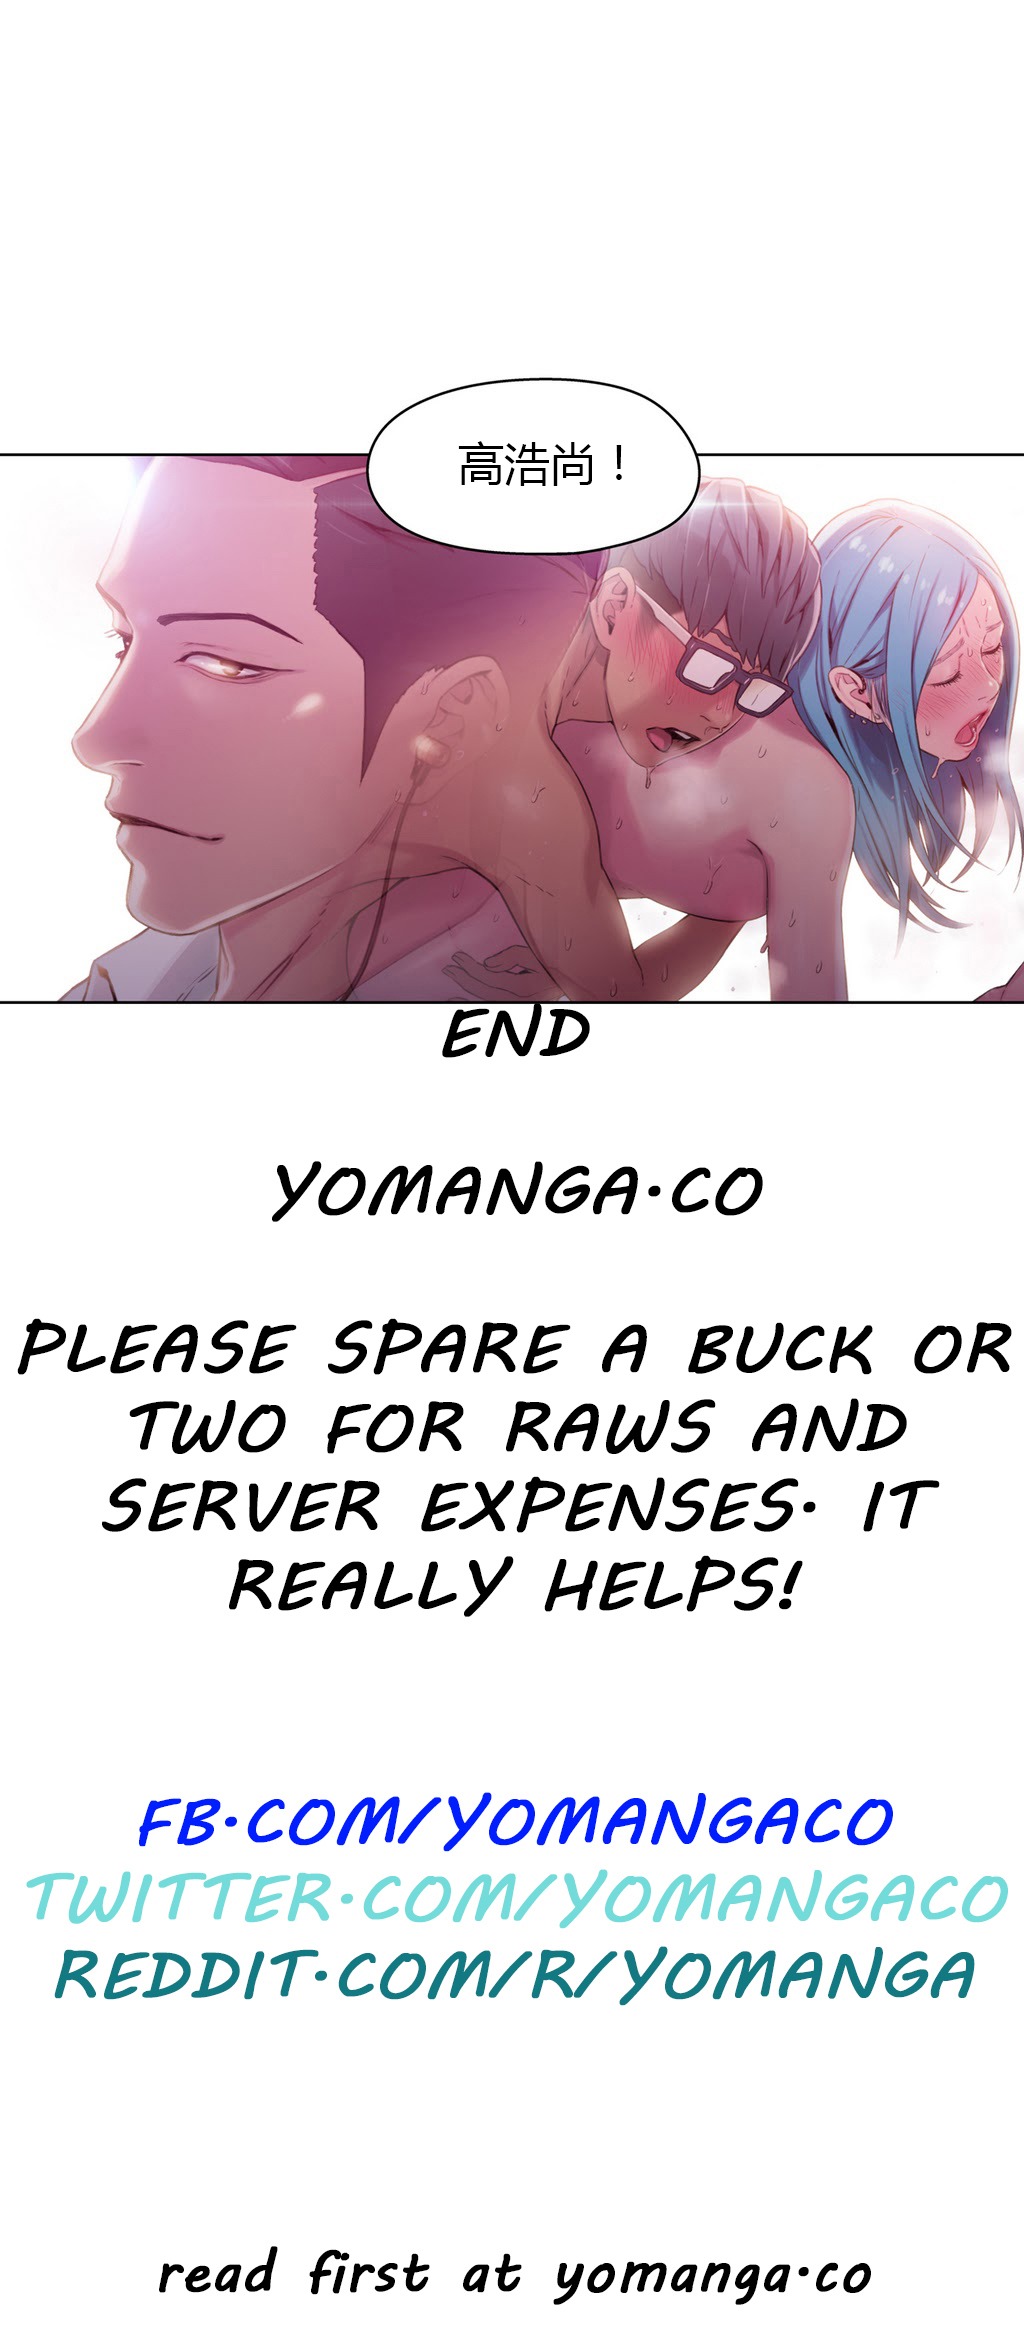 高浩尚！
END
YOMANGA.CO
PLEASE SPARE A BUCK OR
TWO FOR RAWS AND
SERVER EXPENSES. IT
REALLY HELPS!
FB.COM/YOMANGACO
TWITTER.COM/YOMANGACO
REDDIT.COM/R/YOMANGA
read first at yomanga.co